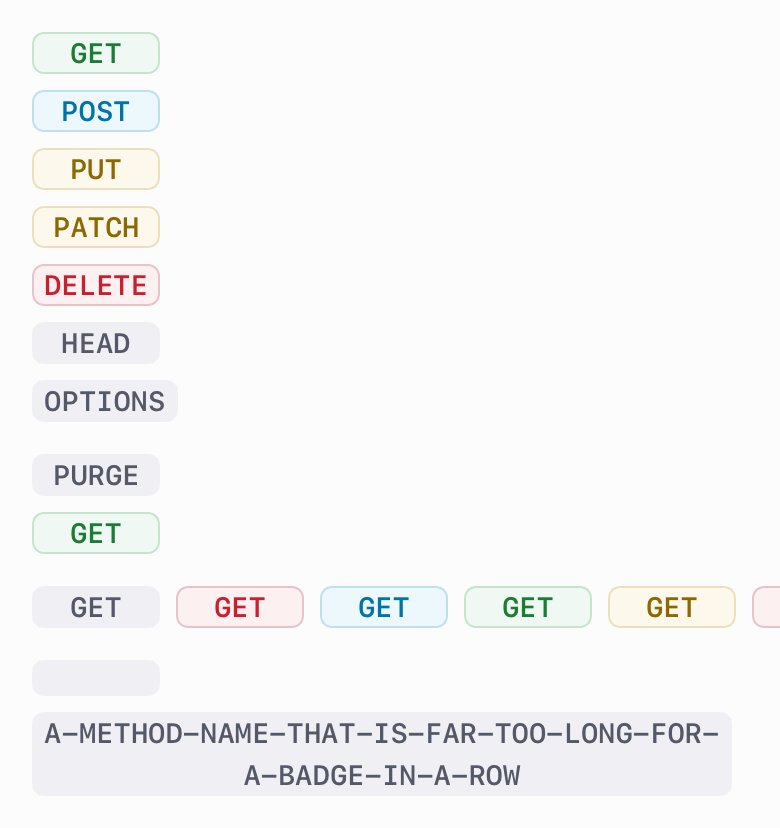 GET
POST
PUT
PATCH
DELETE
HEAD
OPTIONS
PURGE
GET
GET GET GET GET GET
A-METHOD-NAME-THAT-IS-FAR-TOO-LONG-FOR-
A-BADGE-IN-A-ROW